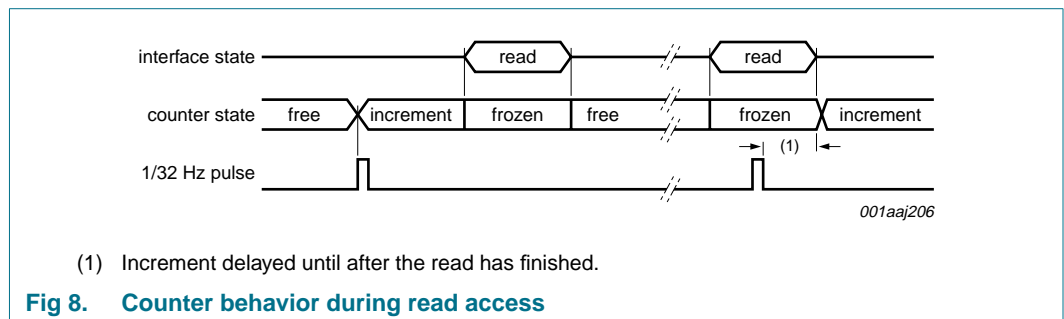 interface state read read
counter state free increment frozen free frozen increment
(1)
1/32 Hz pulse
001aaj206
(1) Increment delayed until after the read has finished.
Fig 8. Counter behavior during read access